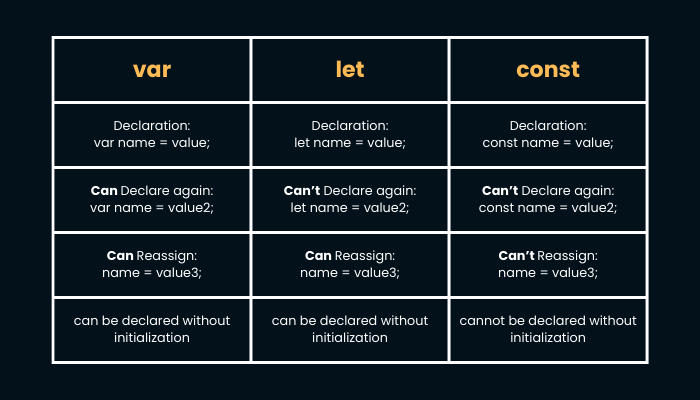 var
let
const
Declaration:
var name = value;
Declaration:
let name = value;
Declaration:
const name = value;
Can Declare again:
var name = value2;
Can’t Declare again:
let name = value2;
Can’t Declare again:
const name = value2;
Can Reassign:
name = value3;
Can Reassign:
name = value3;
Can’t Reassign:
name = value3;
can be declared without
initialization
can be declared without
initialization
cannot be declared without
initialization